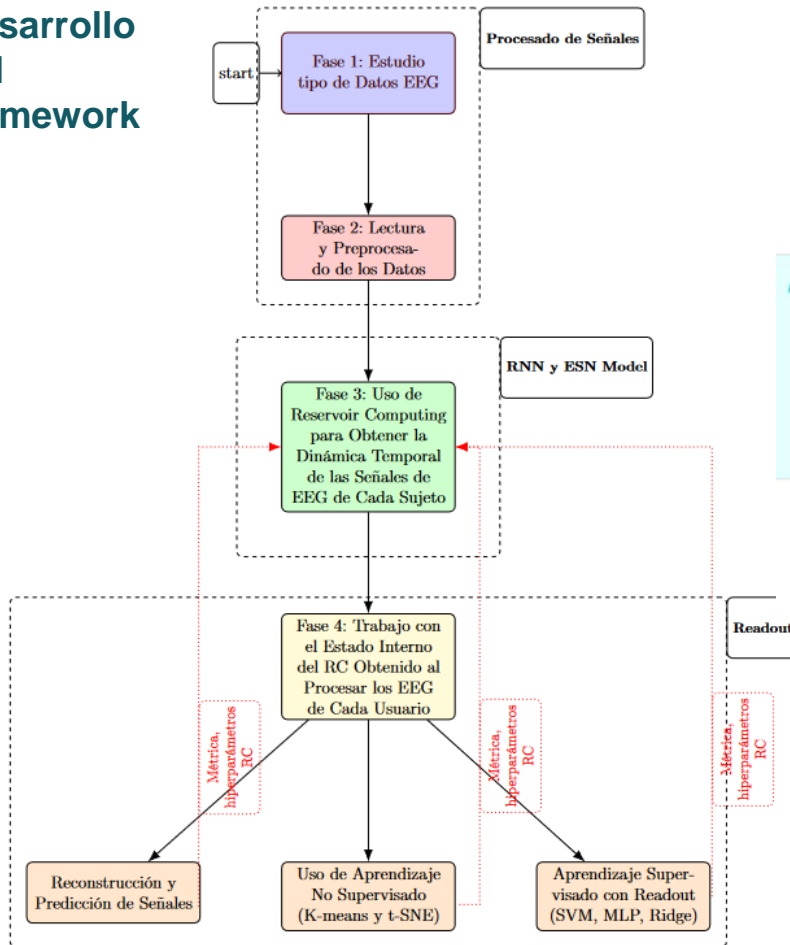 sarrollo
mework
Procesado de Señales
start
Fase 1: Estudio
tipo de Datos EEG
Fase 2: Lectura
y Preprocesa-
do de los Datos
RNN y ESN Model
Fase 3: Uso de
Reservoir Computing
para Obtener la
Dinámica Temporal
de las Señales de
EEG de Cada Sujeto
Fase 4: Trabajo con
el Estado Interno
del RC Obtenido al
Procesar los EEG
de Cada Usuario
Readout
Métrica,
hiperparámetros
RC
Métrica,
hiperparámetros
RC
Métrica,
hiperparámetros
RC
Reconstrucción y
Predicción de Señales
Uso de Aprendizaje
No Supervisado
(K-means y t-SNE)
Aprendizaje Super-
visado con Readout
(SVM, MLP, Ridge)